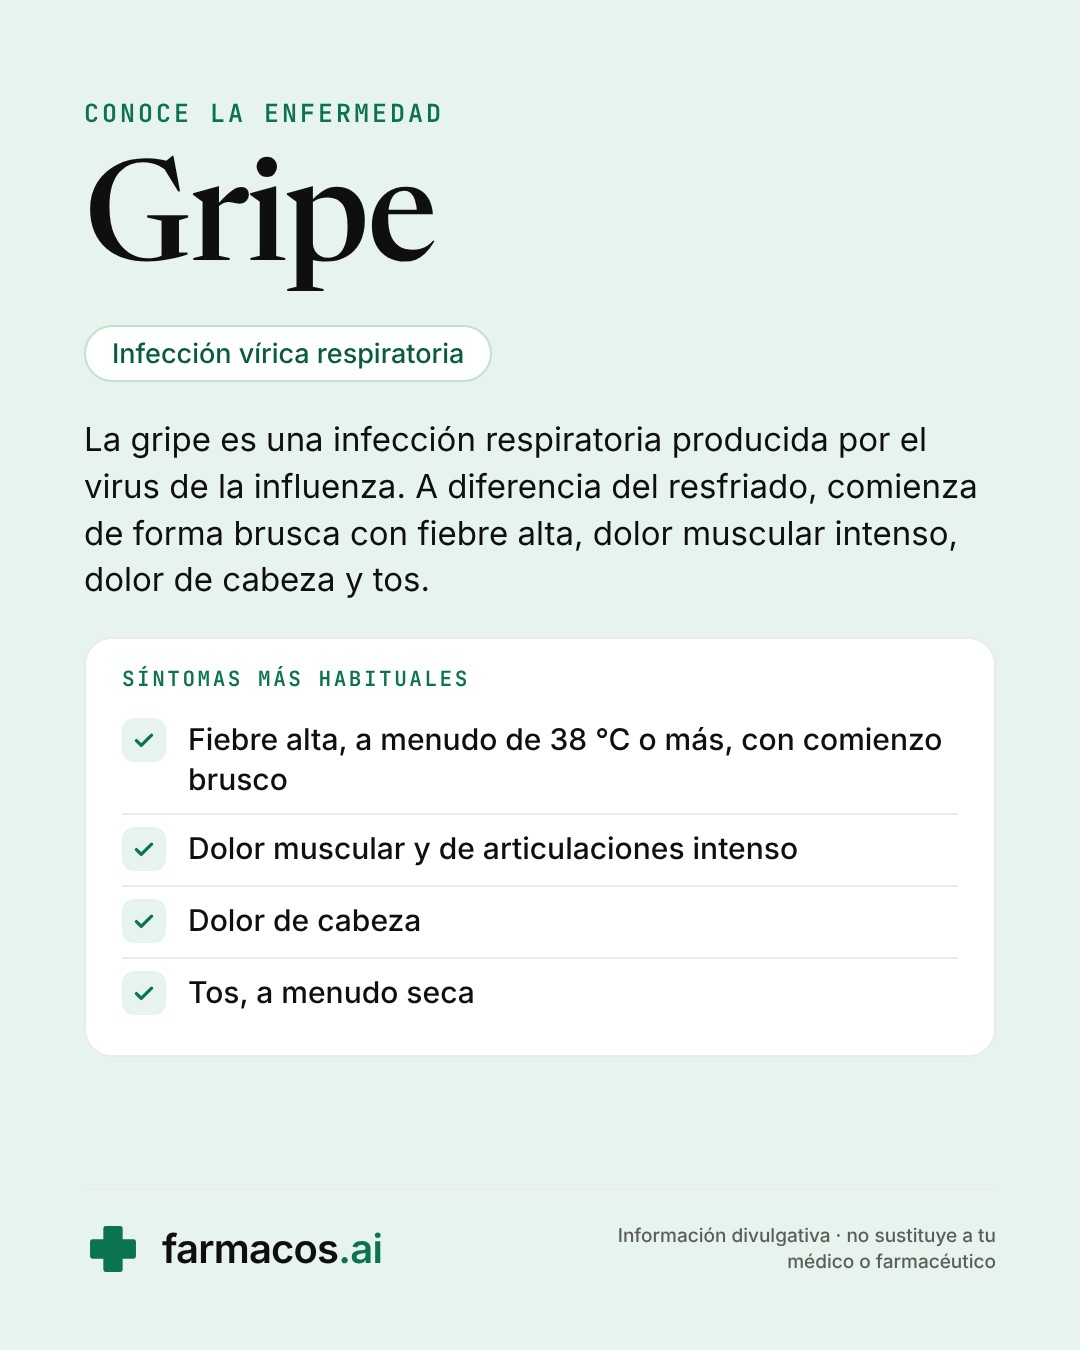 CONOCE LA ENFERMEDAD
Gripe
Infección vírica respiratoria
La gripe es una infección respiratoria producida por el
virus de la influenza. A diferencia del resfriado, comienza
de forma brusca con fiebre alta, dolor muscular intenso,
dolor de cabeza y tos.
SÍNTOMAS MÁS HABITUALES
Fiebre alta, a menudo de 38 °C o más, con comienzo
brusco
Dolor muscular y de articulaciones intenso
Dolor de cabeza
Tos, a menudo seca
farmacos.ai
Información divulgativa · no sustituye a tu
médico o farmacéutico